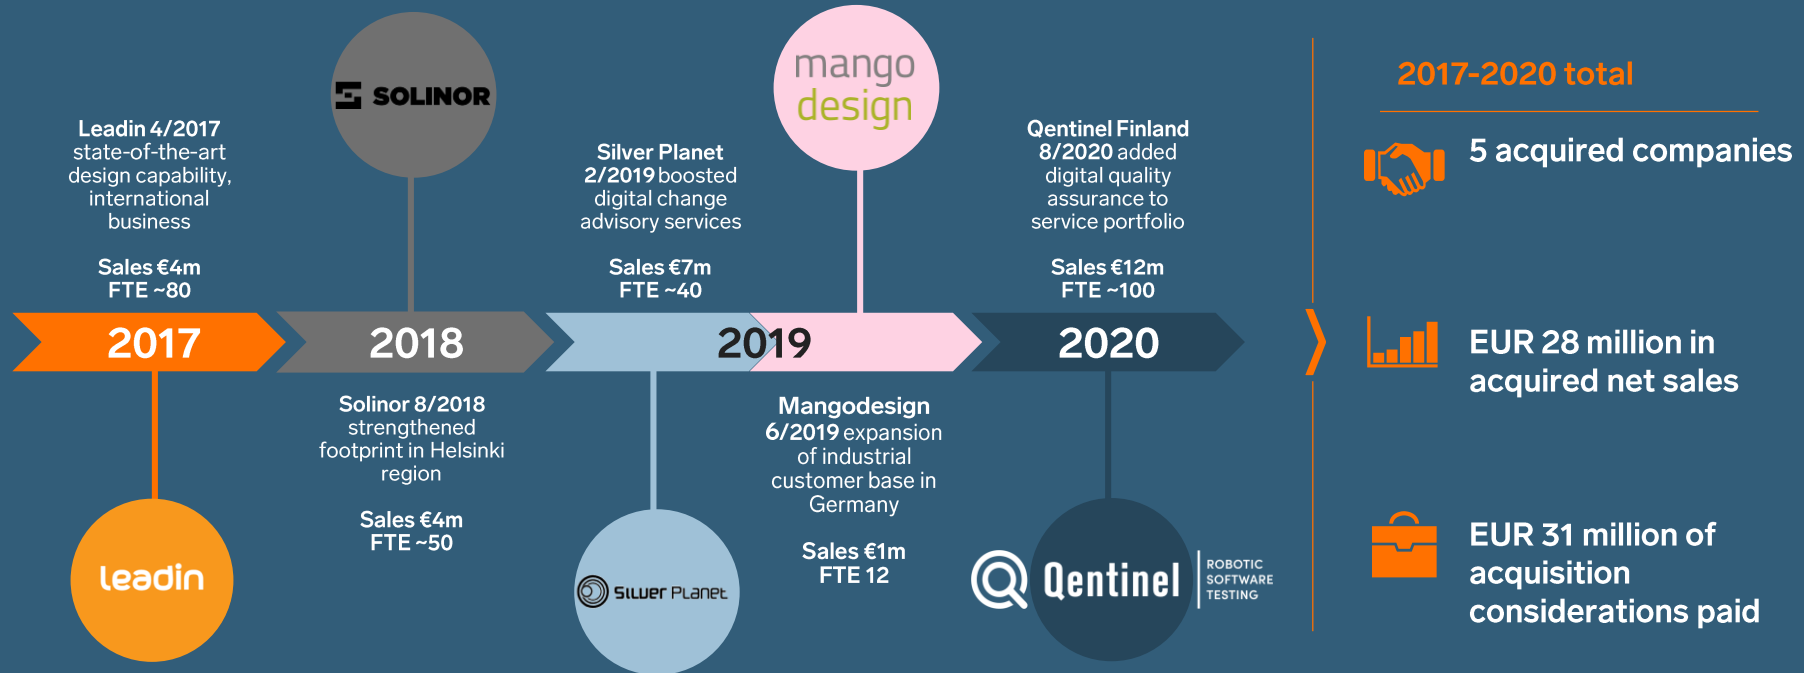 Leadin 4/2017
state-of-the-art
design capability,
international
business
Sales €4m
FTE ~80
SOLINOR
Silver Planet
2/2019 boosted
digital change
advisory services
Sales €7m
FTE ~40
mango
design
Qentinel Finland
8/2020 added
digital quality
assurance to
service portfolio
Sales €12m
FTE ~100
2017
2018
2019
2020
leadin
Solinor 8/2018
strengthened
footprint in Helsinki
region
Sales €4m
FTE ~50
SILVER PLANET
Mangodesign
6/2019 expansion
of industrial
customer base in
Germany
Sales €1m
FTE 12
Qentinel
ROBOTIC
SOFTWARE
TESTING
2017-2020 total
5 acquired companies
EUR 28 million in
acquired net sales
EUR 31 million of
acquisition
considerations paid